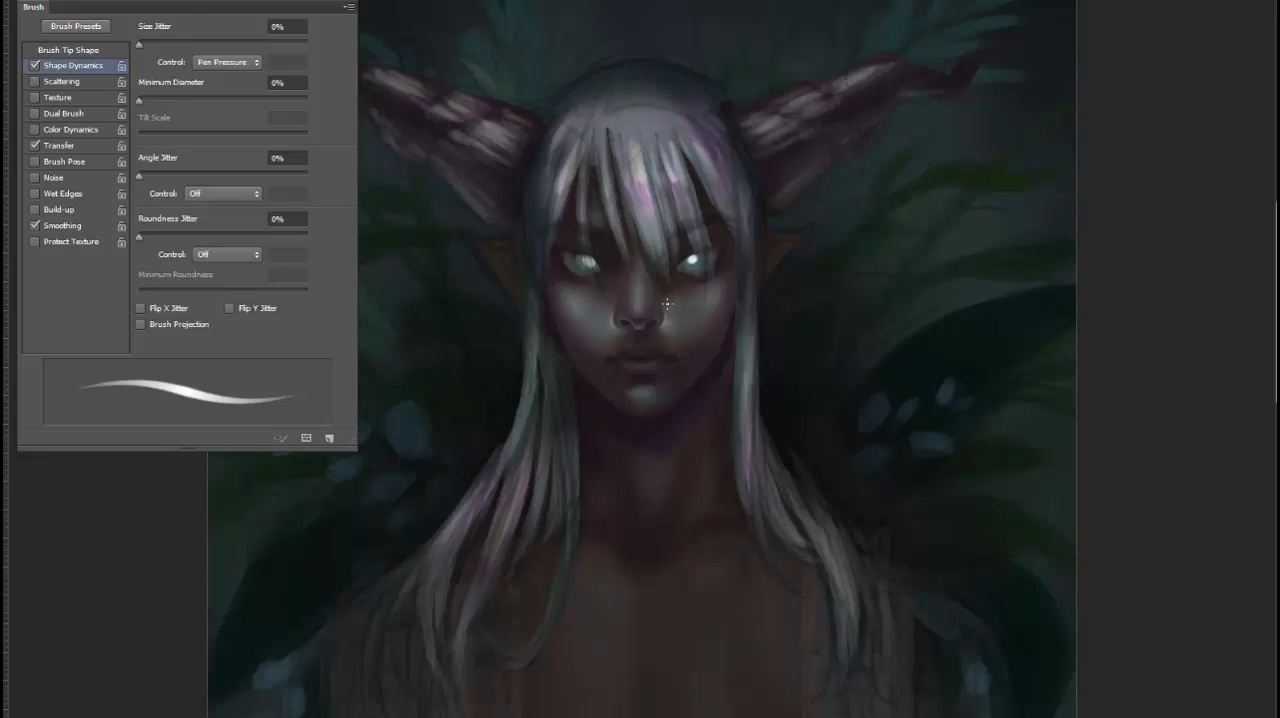 Brush
Brush Presets
Brush Tip Shape
Shape Dynamics
Scattering
Texture
Dual Brush
Color Dynamics
Transfer
Brush Pose
Noise
Wet Edges
Build-up
Smoothing
Protect Texture
Size Jitter 0%
Control: Pen Pressure
Minimum Diameter 0%
Tilt Scale
Angle Jitter 0%
Control: Off
Roundness Jitter 0%
Control: Off
Minimum Roundness
Flip X Jitter Flip Y Jitter
Brush Projection